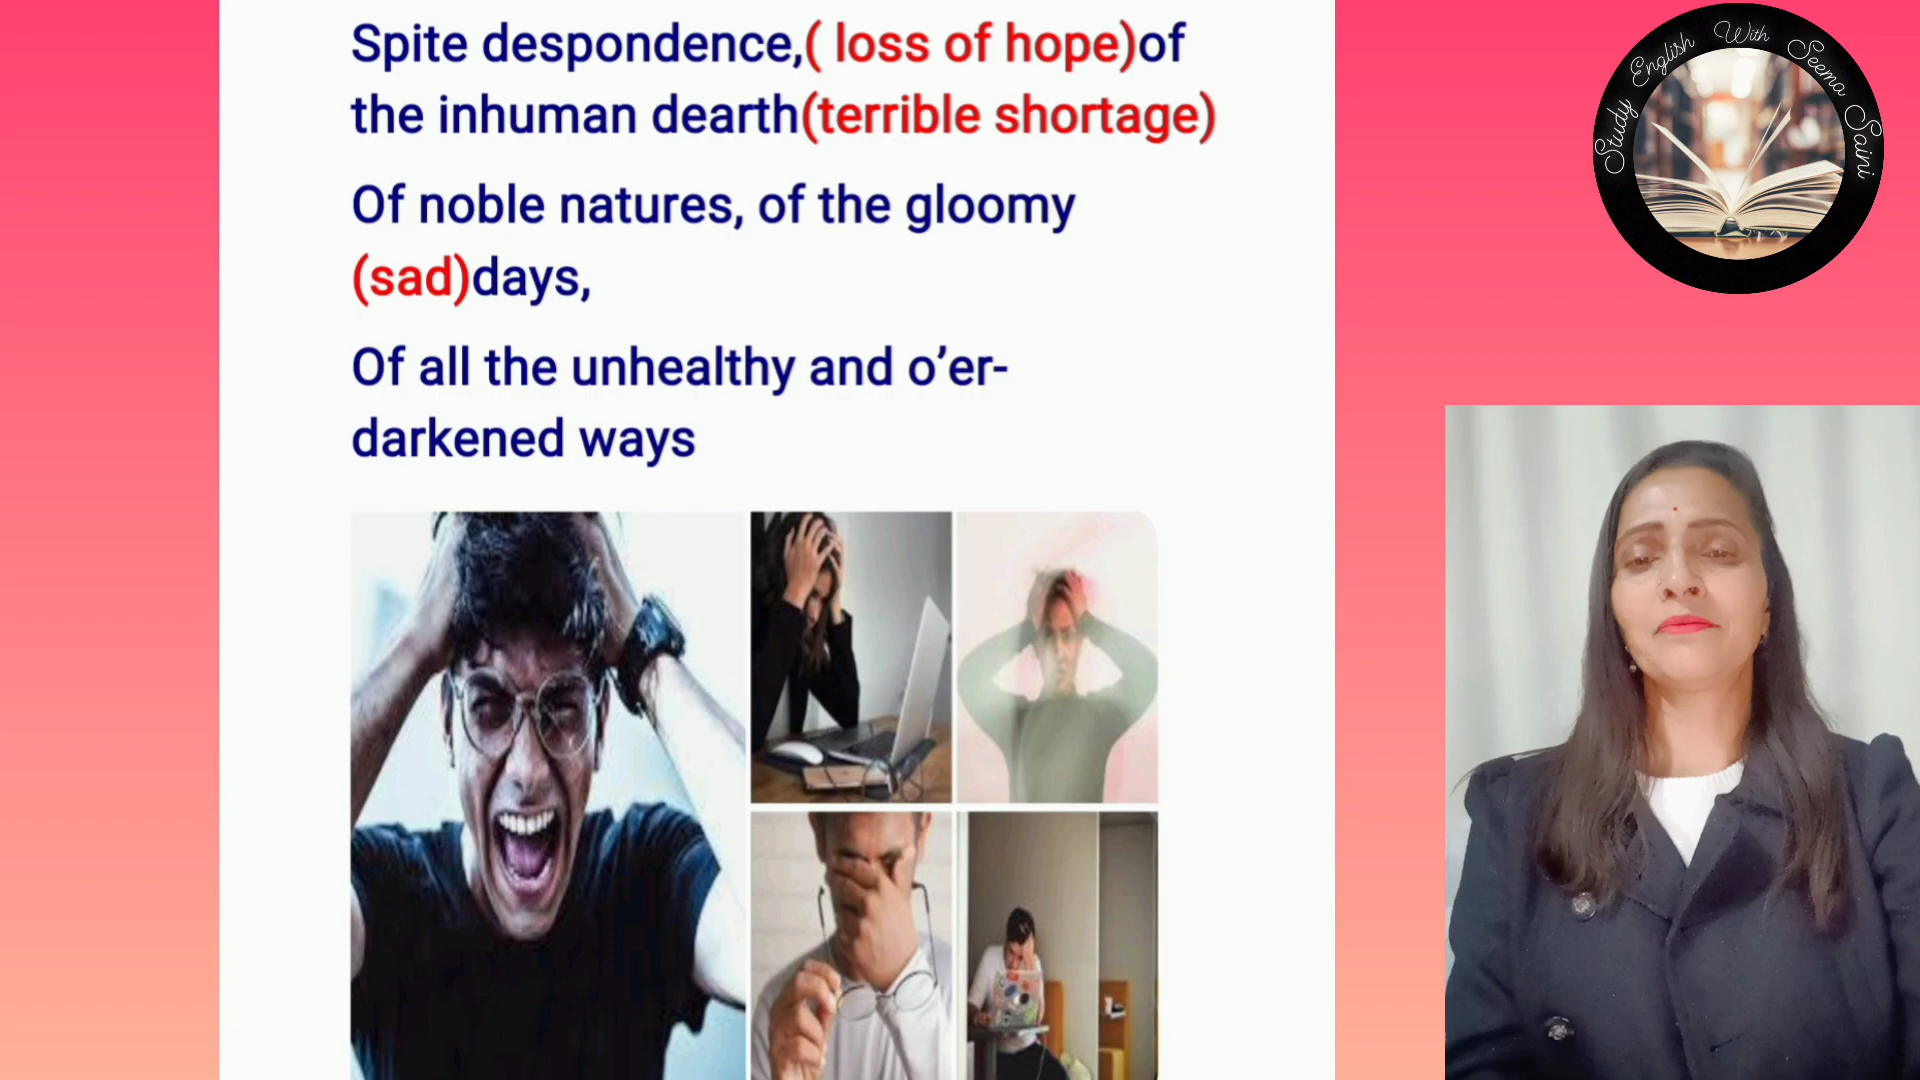 Spite despondence,( loss of hope)of
the inhuman dearth(terrible shortage)
Of noble natures, of the gloomy
(sad)days,
Of all the unhealthy and o’er-
darkened ways
Study English With Seema Saini